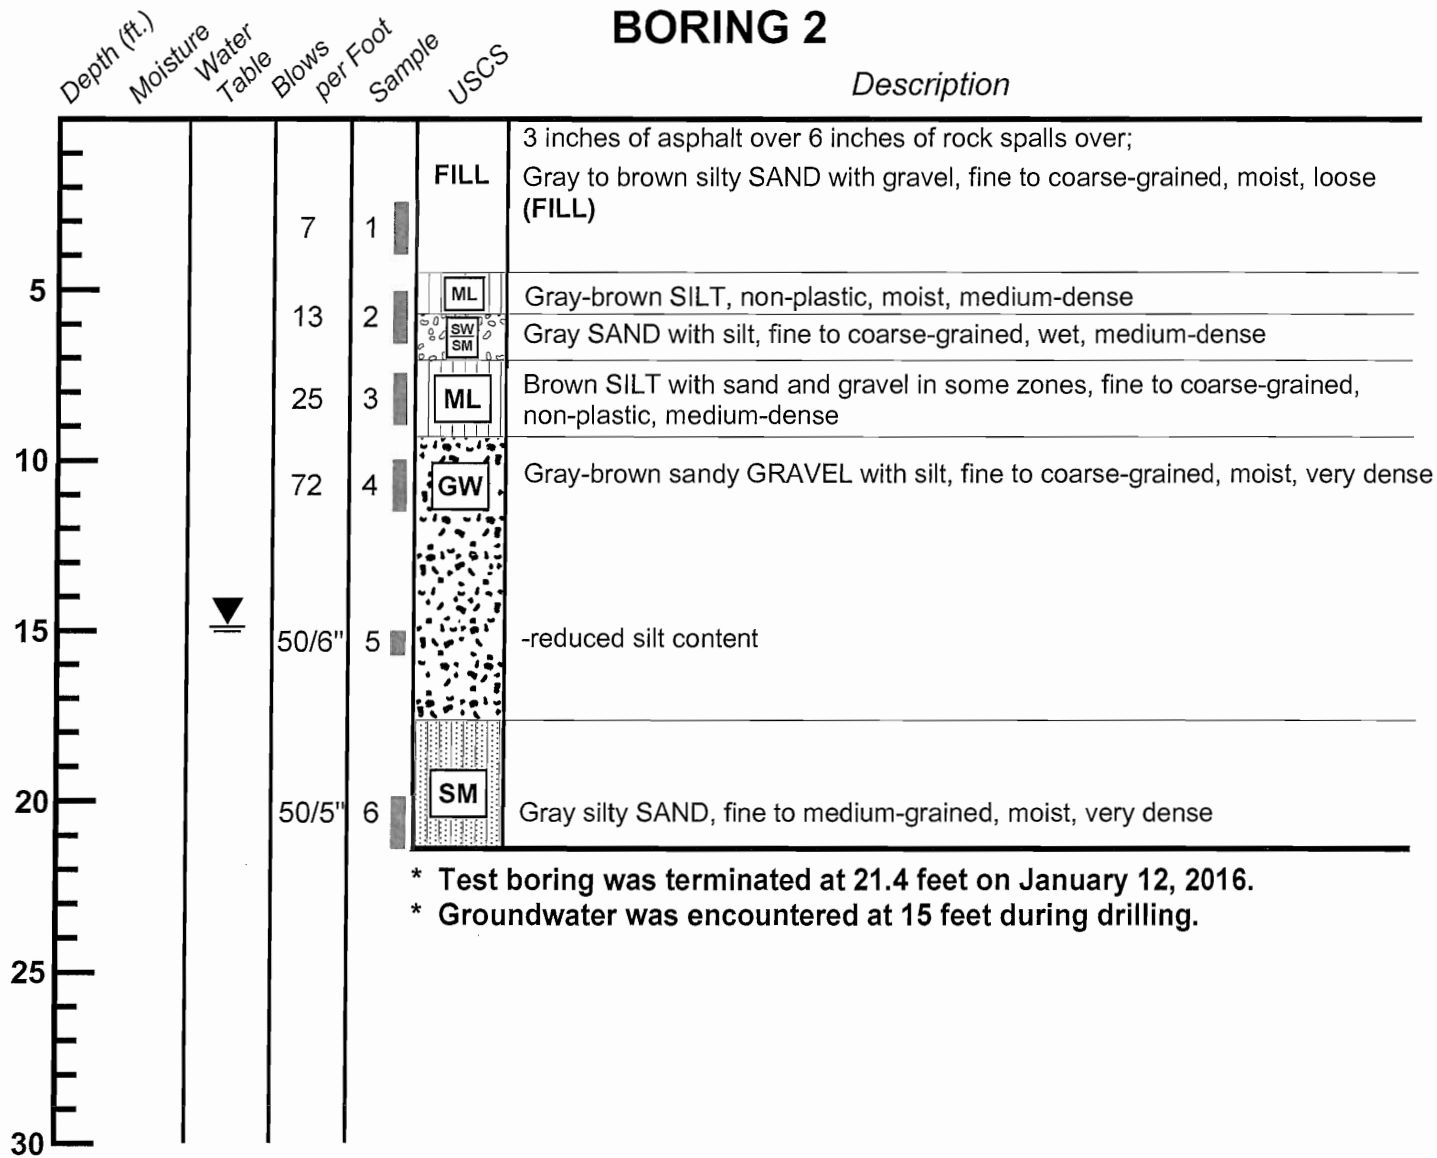 BORING 2
Depth (ft.)
Moisture
Water
Table
Blows
per Foot
Sample
USCS
Description
3 inches of asphalt over 6 inches of rock spalls over;
FILL
Gray to brown silty SAND with gravel, fine to coarse-grained, moist, loose
(FILL)
7
1
5
ML
Gray-brown SILT, non-plastic, moist, medium-dense
13
2
SW
SM
Gray SAND with silt, fine to coarse-grained, wet, medium-dense
25
3
ML
Brown SILT with sand and gravel in some zones, fine to coarse-grained,
non-plastic, medium-dense
10
72
4
GW
Gray-brown sandy GRAVEL with silt, fine to coarse-grained, moist, very dense
15
50/6"
5
-reduced silt content
20
50/5"
6
SM
Gray silty SAND, fine to medium-grained, moist, very dense
* Test boring was terminated at 21.4 feet on January 12, 2016.
* Groundwater was encountered at 15 feet during drilling.
25
30